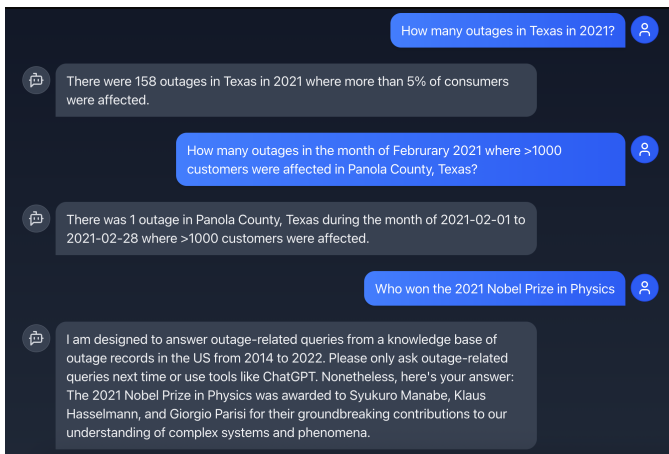 How many outages in Texas in 2021?
There were 158 outages in Texas in 2021 where more than 5% of consumers
were affected.
How many outages in the month of Februrary 2021 where >1000
customers were affected in Panola County, Texas?
There was 1 outage in Panola County, Texas during the month of 2021-02-01 to
2021-02-28 where >1000 customers were affected.
Who won the 2021 Nobel Prize in Physics
I am designed to answer outage-related queries from a knowledge base of
outage records in the US from 2014 to 2022. Please only ask outage-related
queries next time or use tools like ChatGPT. Nonetheless, here's your answer:
The 2021 Nobel Prize in Physics was awarded to Syukuro Manabe, Klaus
Hasselmann, and Giorgio Parisi for their groundbreaking contributions to our
understanding of complex systems and phenomena.